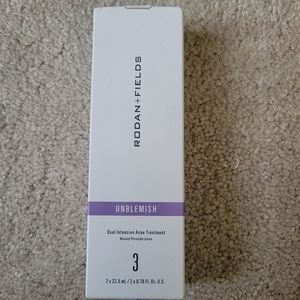 RODAN+FIELDS
UNBLEMISH
Dual Intensive Acne Treatment
Benzoyl Peroxide Lotion
3
2 x 22.5 mL / 2 x 0.76 Fl. Oz. U.S.